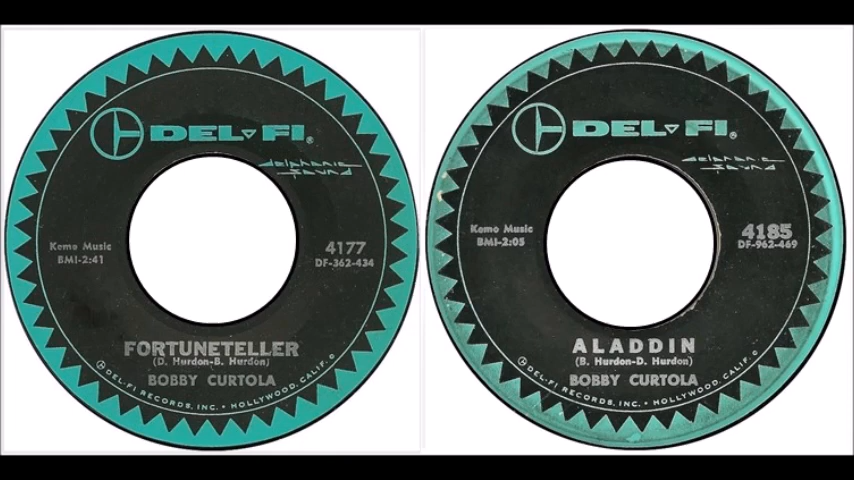 DEL-FI®
delphonic
sound
Kemo Music
BMI-2:41
4177
DF-362-434
FORTUNETELLER
(D. Hurdon-B. Hurdon)
BOBBY CURTOLA
℗ DEL-FI RECORDS, INC. • HOLLYWOOD, CALIF. ©
DEL-FI®
delphonic
sound
Kemo Music
BMI-2:05
4185
DF-962-469
ALADDIN
(B. Hurdon-D. Hurdon)
BOBBY CURTOLA
℗ DEL-FI RECORDS, INC. • HOLLYWOOD, CALIF. ©